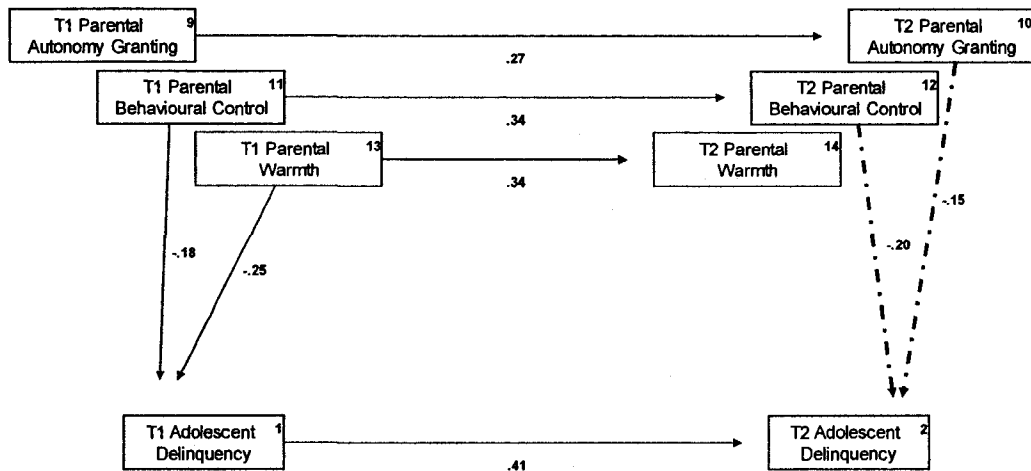 T1 Parental 9
Autonomy Granting
T2 Parental 10
Autonomy Granting
.27
T1 Parental 11
Behavioural Control
T2 Parental 12
Behavioural Control
.34
T1 Parental 13
Warmth
T2 Parental 14
Warmth
.34
-.18
-.25
-.20
-.15
T1 Adolescent 1
Delinquency
T2 Adolescent 2
Delinquency
.41